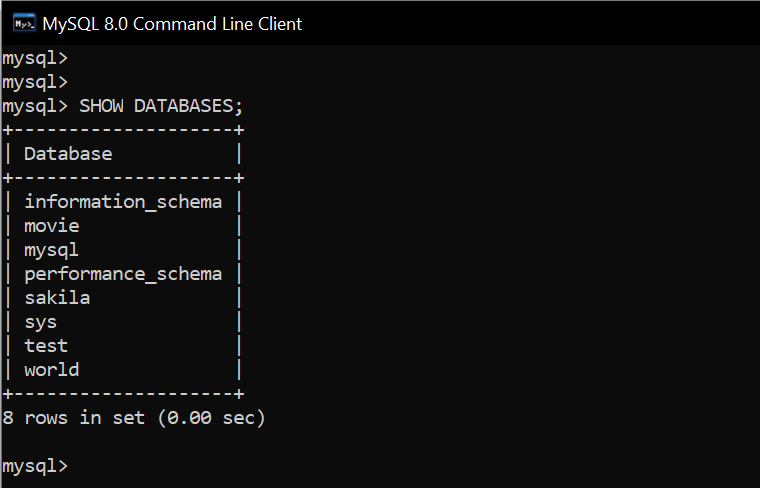 MySQL 8.0 Command Line Client
mysql>
mysql>
mysql> SHOW DATABASES;
+--------------------+
| Database           |
+--------------------+
| information_schema |
| movie              |
| mysql              |
| performance_schema |
| sakila             |
| sys                |
| test               |
| world              |
+--------------------+
8 rows in set (0.00 sec)
mysql>